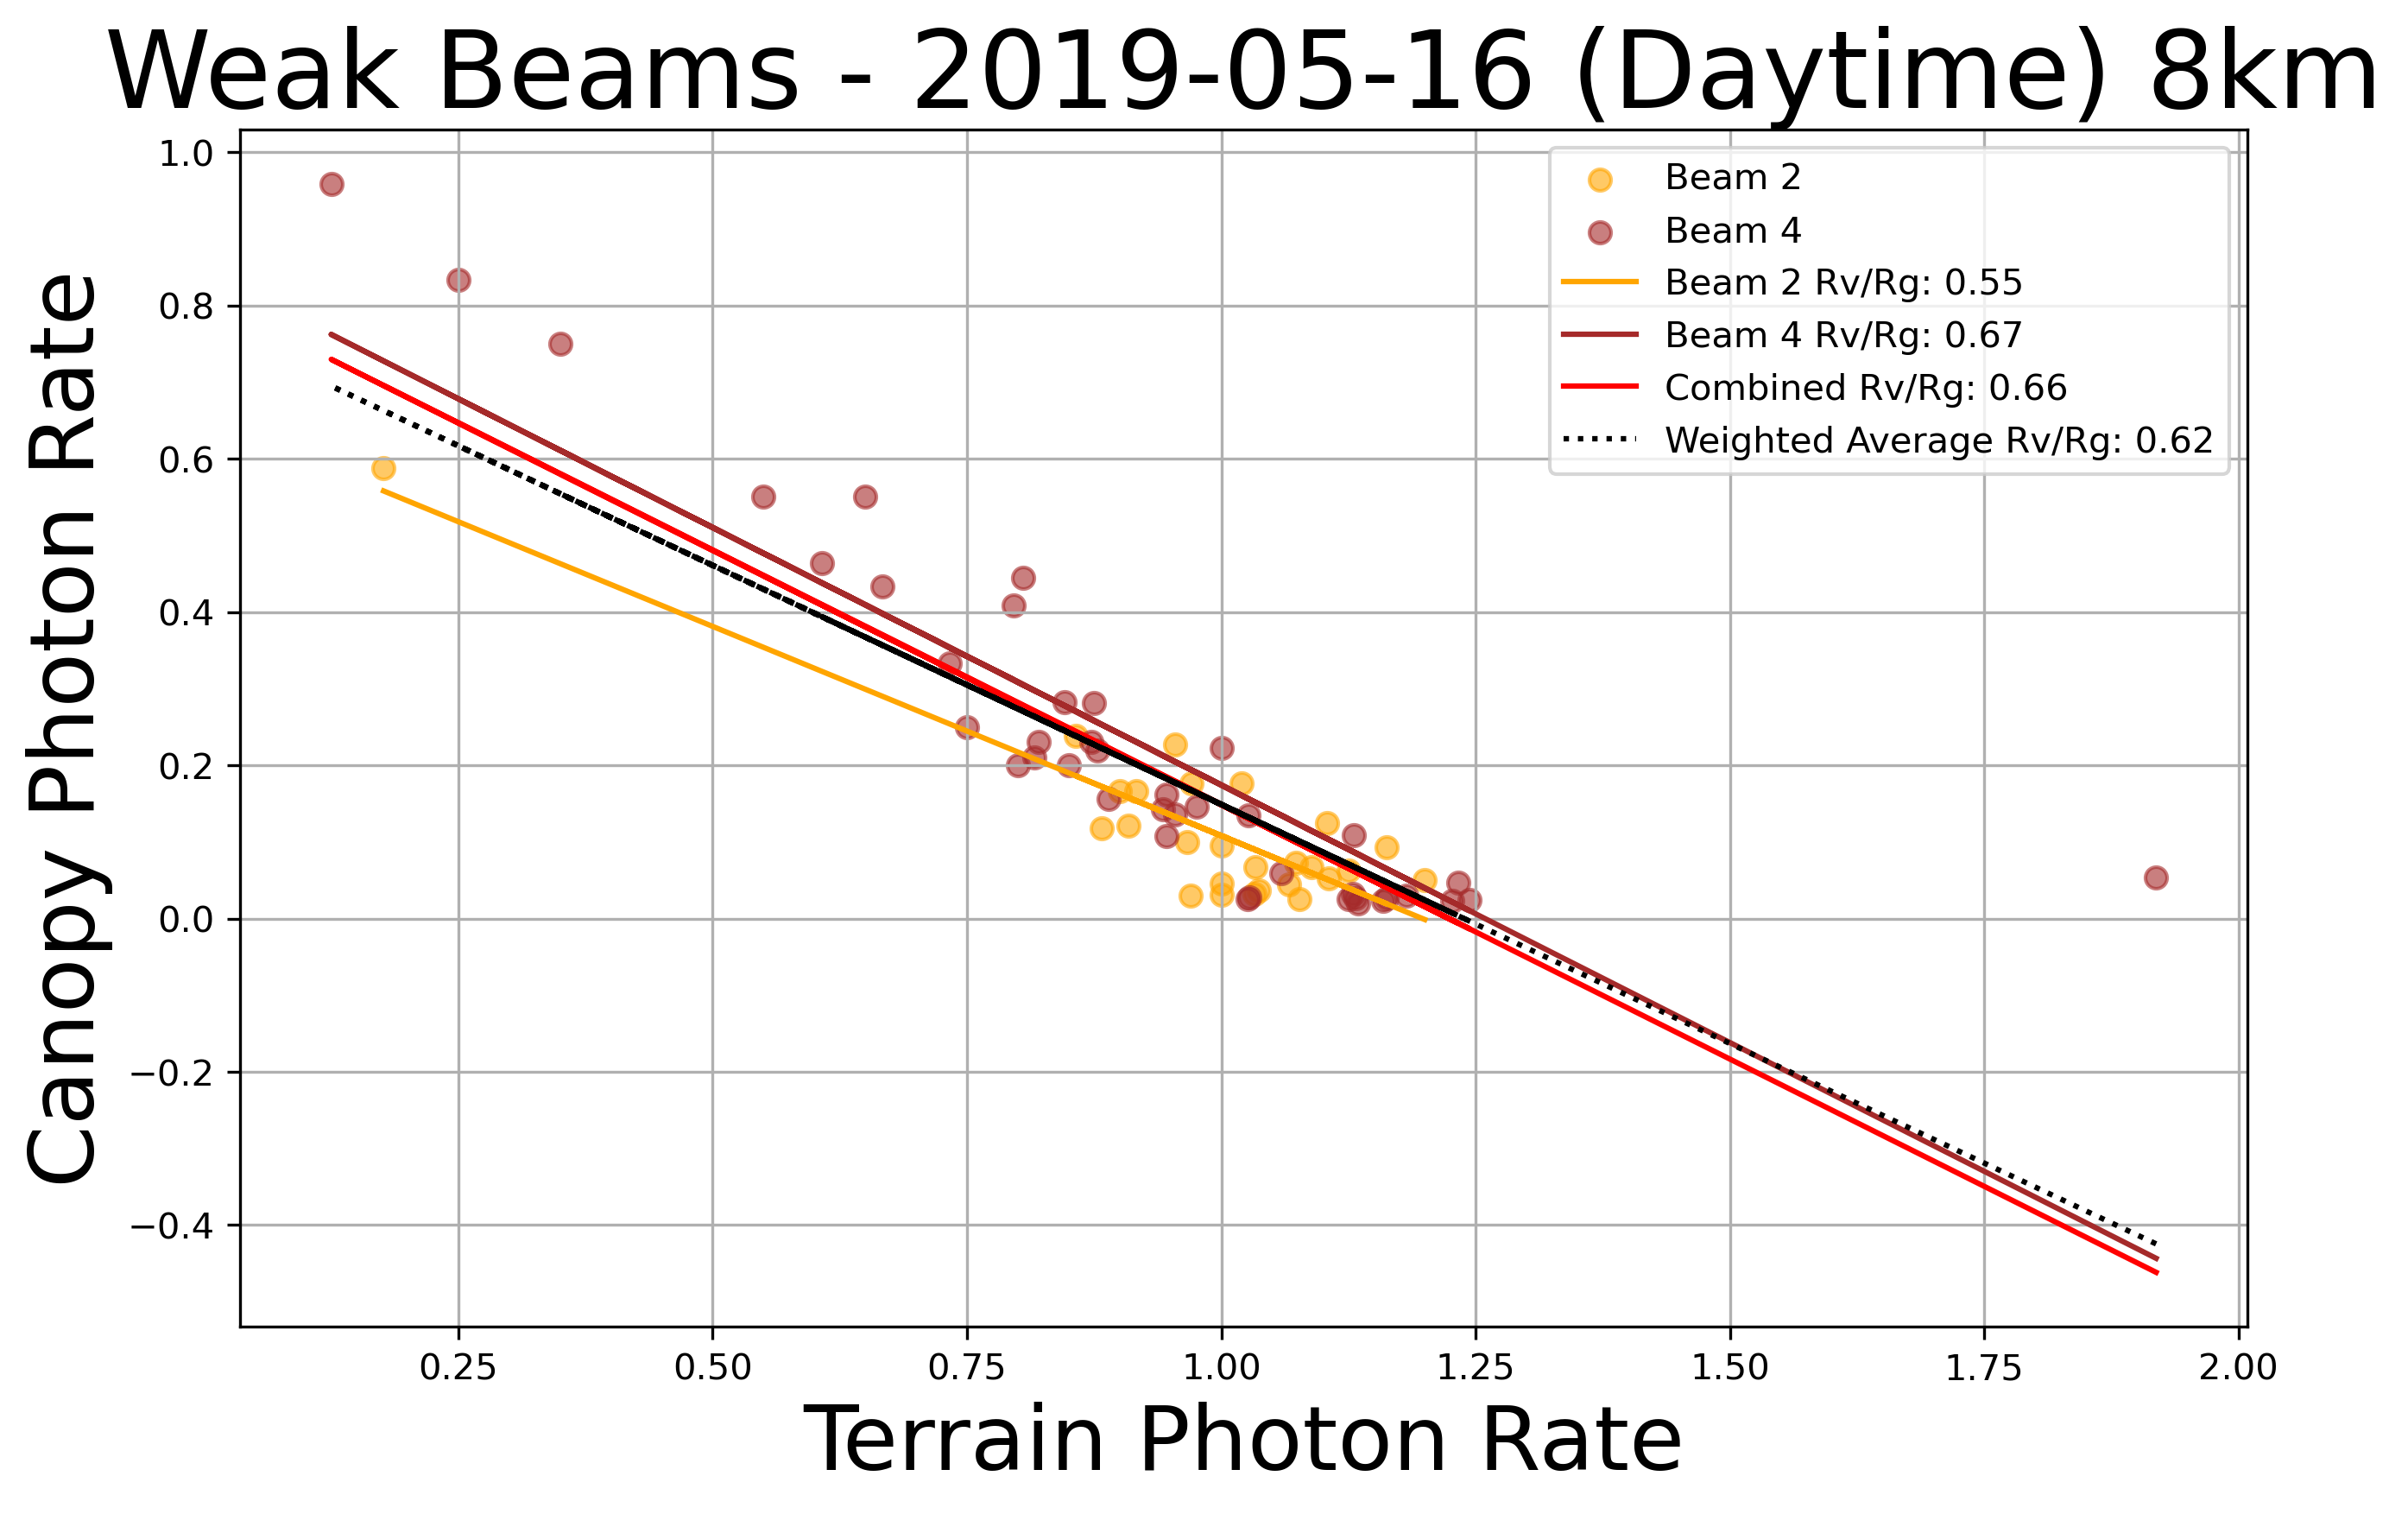 Weak Beams - 2019-05-16 (Daytime) 8km
Canopy Photon Rate
1.0
0.8
0.6
0.4
0.2
0.0
−0.2
−0.4
Beam 2
Beam 4
Beam 2 Rv/Rg: 0.55
Beam 4 Rv/Rg: 0.67
Combined Rv/Rg: 0.66
Weighted Average Rv/Rg: 0.62
0.25 0.50 0.75 1.00 1.25 1.50 1.75 2.00
Terrain Photon Rate